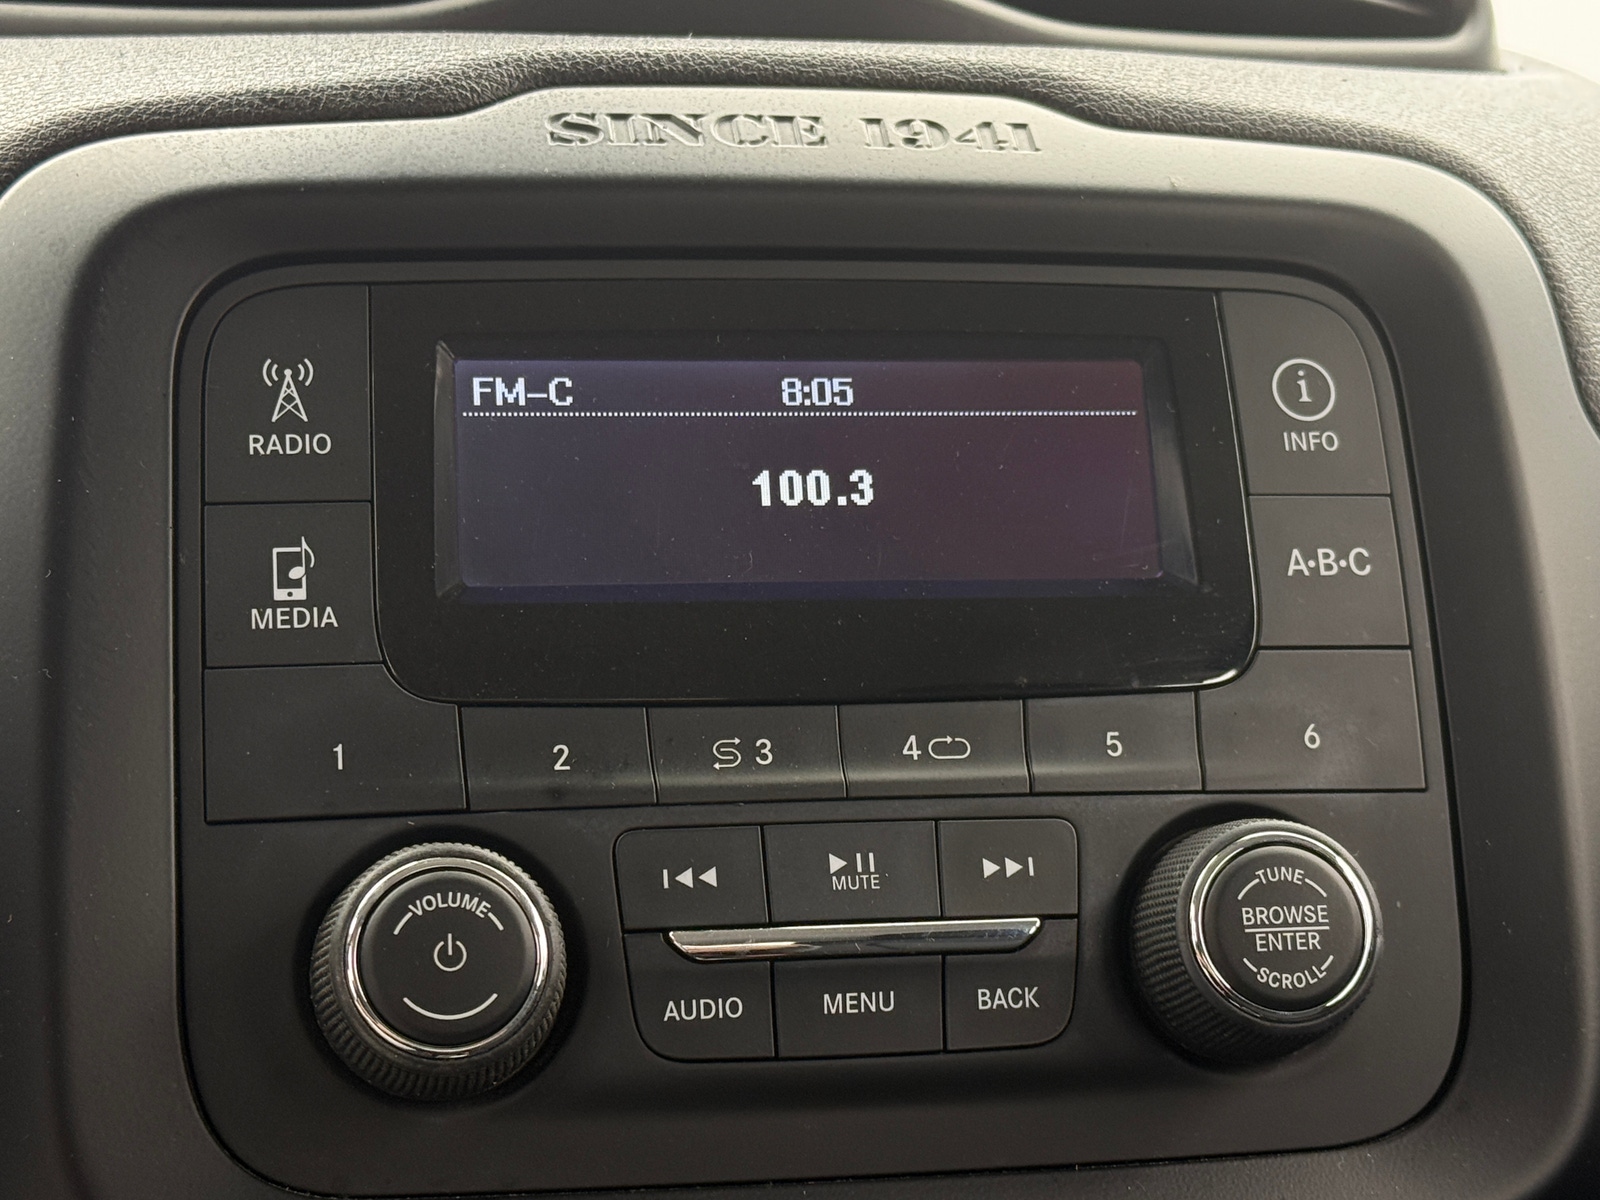 SINCE 1941
FM-C 8:05
100.3
RADIO
MEDIA
INFO
A•B•C
1 2 3 4 5 6
VOLUME
MUTE
AUDIO MENU BACK
TUNE
BROWSE
ENTER
SCROLL